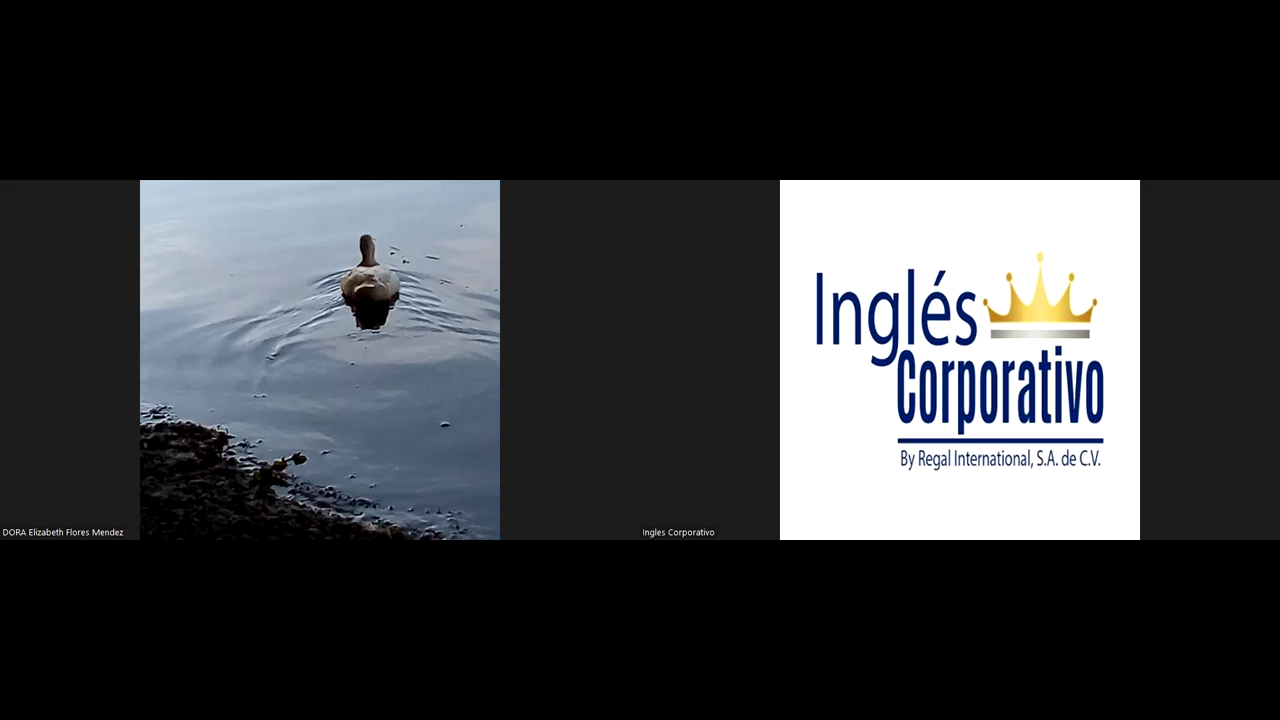 Inglés
Corporativo
By Regal International, S.A. de C.V.
DORA Elizabeth Flores Mendez
Ingles Corporativo